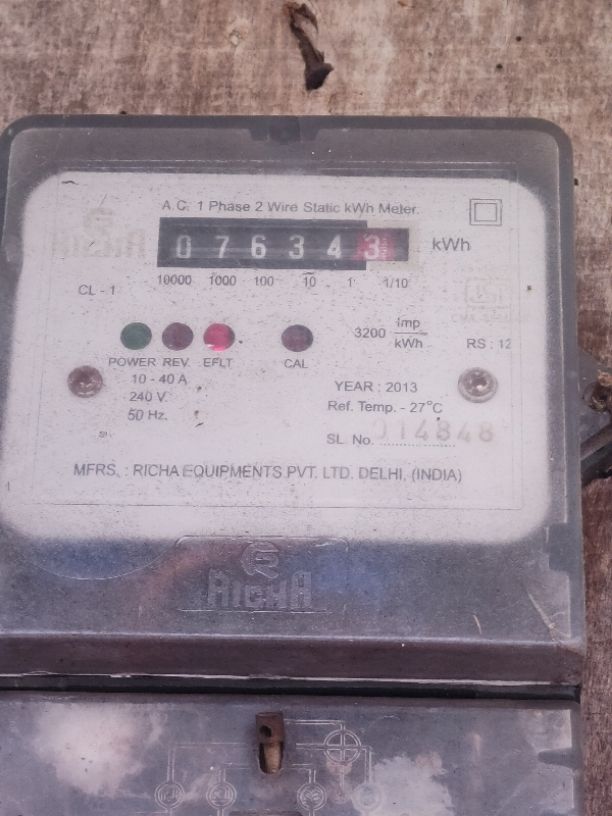 A.C. 1 Phase 2 Wire Static kWh Meter.
RICHA
0 7 6 3 4 3 kWh
10000 1000 100 10 1 1/10
CL - 1
3200 Imp/kWh
RS : 12
POWER REV. EFLT CAL
10 - 40 A
240 V.
50 Hz.
YEAR : 2013
Ref. Temp. - 27°C
SL. No. 014848
MFRS. : RICHA EQUIPMENTS PVT. LTD. DELHI, (INDIA)
RICHA